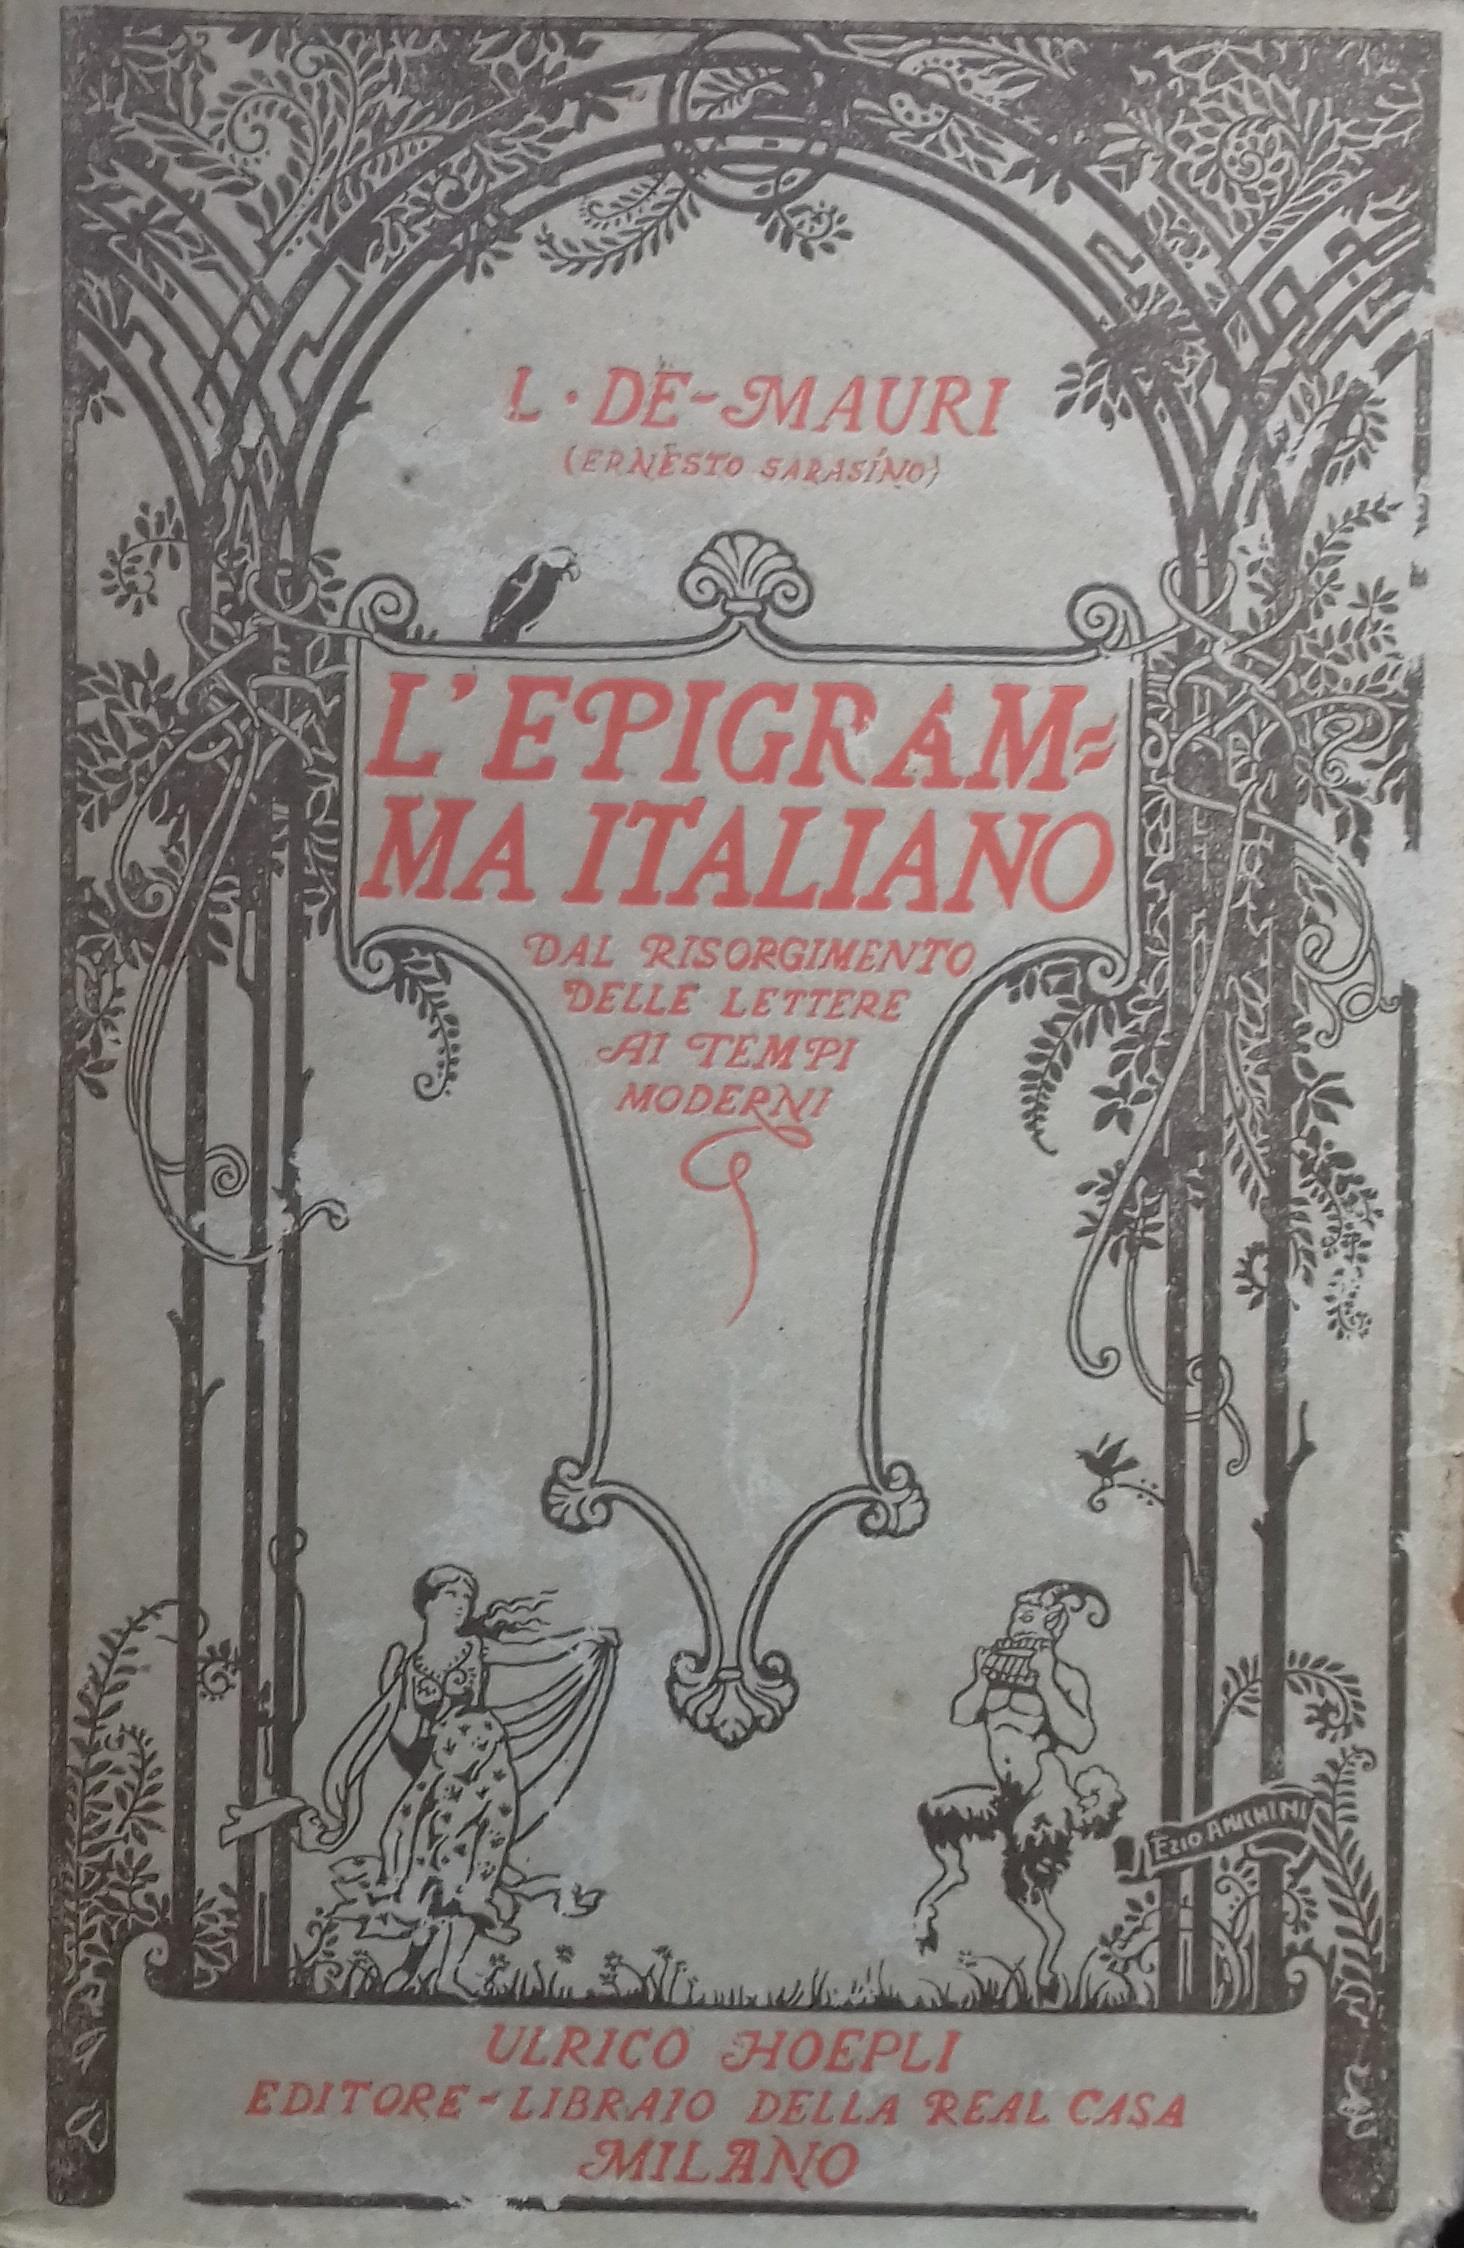 L · DE-MAURI
(ERNESTO SARASINO)
L'EPIGRAM=
MA ITALIANO
DAL RISORGIMENTO
DELLE LETTERE
AI TEMPI
MODERNI
EZIO ANICHINI
ULRICO HOEPLI
EDITORE-LIBRAIO DELLA REAL CASA
MILANO